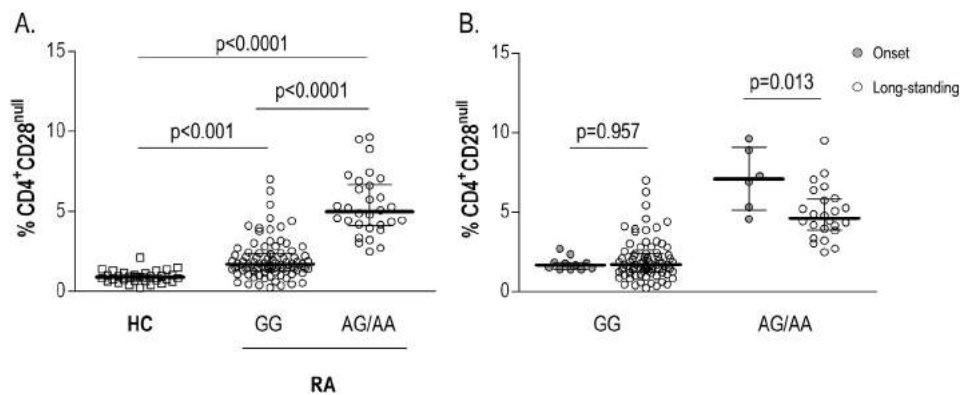 A.
p<0.0001
p<0.0001
p<0.001
15
10
5
0
% CD4⁺CD28ⁿᵘˡˡ
HC
GG
AG/AA
RA
B.
Onset
Long-standing
p=0.013
p=0.957
15
10
5
0
% CD4⁺CD28ⁿᵘˡˡ
GG
AG/AA